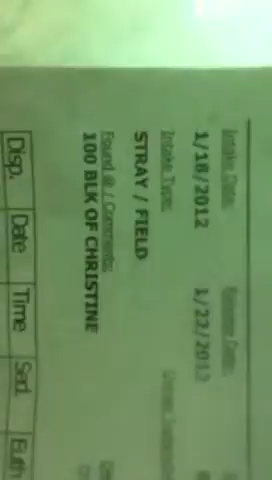 Intake Date:
1/18/2012 1/22/2012
Intake Type:
STRAY / FIELD
Found @ / Comments:
100 BLK OF CHRISTINE
Disp. Date Time Sed. Euth